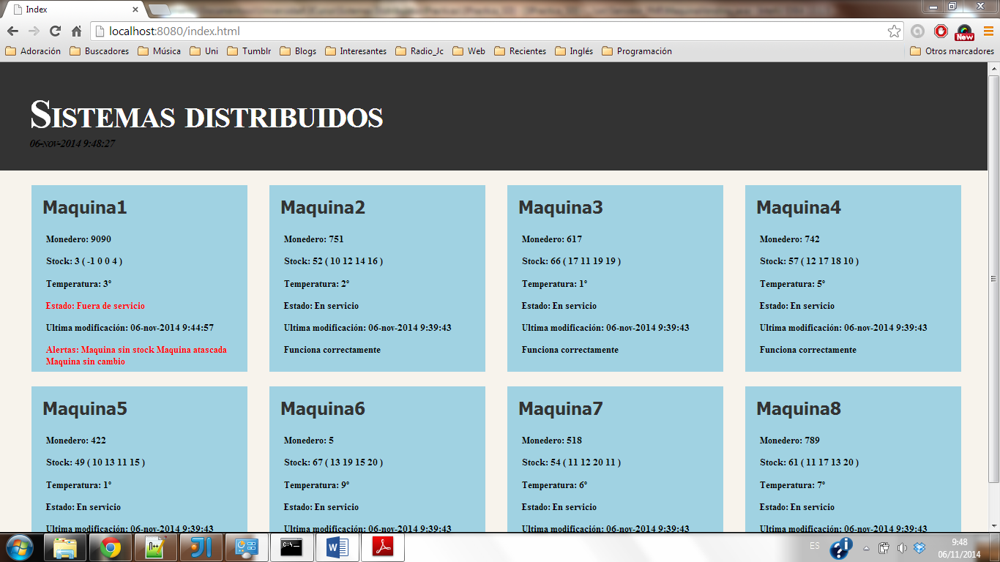 Index
localhost:8080/index.html
New
Adoración Buscadores Música Uni Tumblr Blogs Interesantes Radio_Jc Web Recientes Inglés Programación Otros marcadores
SISTEMAS DISTRIBUIDOS
06-NOV-2014 9:48:27
Maquina1
Monedero: 9090
Stock: 3 ( -1 0 0 4 )
Temperatura: 3°
Estado: Fuera de servicio
Ultima modificación: 06-nov-2014 9:44:57
Alertas: Maquina sin stock Maquina atascada
Maquina sin cambio
Maquina2
Monedero: 751
Stock: 52 ( 10 12 14 16 )
Temperatura: 2°
Estado: En servicio
Ultima modificación: 06-nov-2014 9:39:43
Funciona correctamente
Maquina3
Monedero: 617
Stock: 66 ( 17 11 19 19 )
Temperatura: 1°
Estado: En servicio
Ultima modificación: 06-nov-2014 9:39:43
Funciona correctamente
Maquina4
Monedero: 742
Stock: 57 ( 12 17 18 10 )
Temperatura: 5°
Estado: En servicio
Ultima modificación: 06-nov-2014 9:39:43
Funciona correctamente
Maquina5
Monedero: 422
Stock: 49 ( 10 13 11 15 )
Temperatura: 1°
Estado: En servicio
Ultima modificación: 06-nov-2014 9:39:43
Maquina6
Monedero: 5
Stock: 67 ( 13 19 15 20 )
Temperatura: 9°
Estado: En servicio
Ultima modificación: 06-nov-2014 9:39:43
Maquina7
Monedero: 518
Stock: 54 ( 11 12 20 11 )
Temperatura: 6°
Estado: En servicio
Ultima modificación: 06-nov-2014 9:39:43
Maquina8
Monedero: 789
Stock: 61 ( 11 17 13 20 )
Temperatura: 7°
Estado: En servicio
Ultima modificación: 06-nov-2014 9:39:43
ES
9:48
06/11/2014